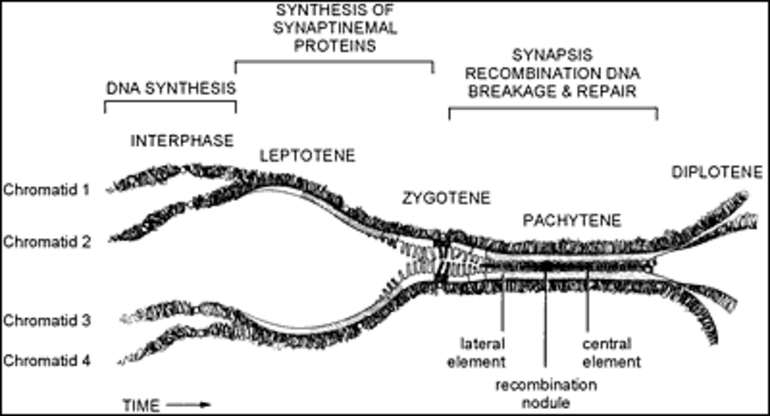 SYNTHESIS OF
SYNAPTINEMAL
PROTEINS
SYNAPSIS
RECOMBINATION DNA
BREAKAGE & REPAIR
DNA SYNTHESIS
INTERPHASE
LEPTOTENE
ZYGOTENE
PACHYTENE
DIPLOTENE
Chromatid 1
Chromatid 2
Chromatid 3
Chromatid 4
lateral
element
central
element
recombination
nodule
TIME